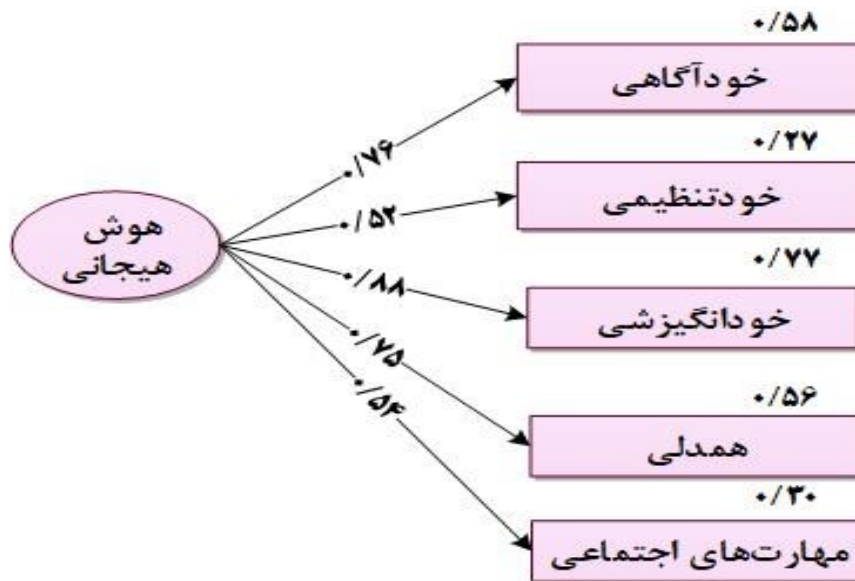 ۰/۵۸
خودآگاهی
۰/۷۶
۰/۲۷
خودتنظیمی
۰/۵۲
هوش
هیجانی
۰/۷۷
خودانگیزشی
۰/۸۸
۰/۷۵
۰/۵۶
همدلی
۰/۵۴
۰/۳۰
مهارت‌های اجتماعی